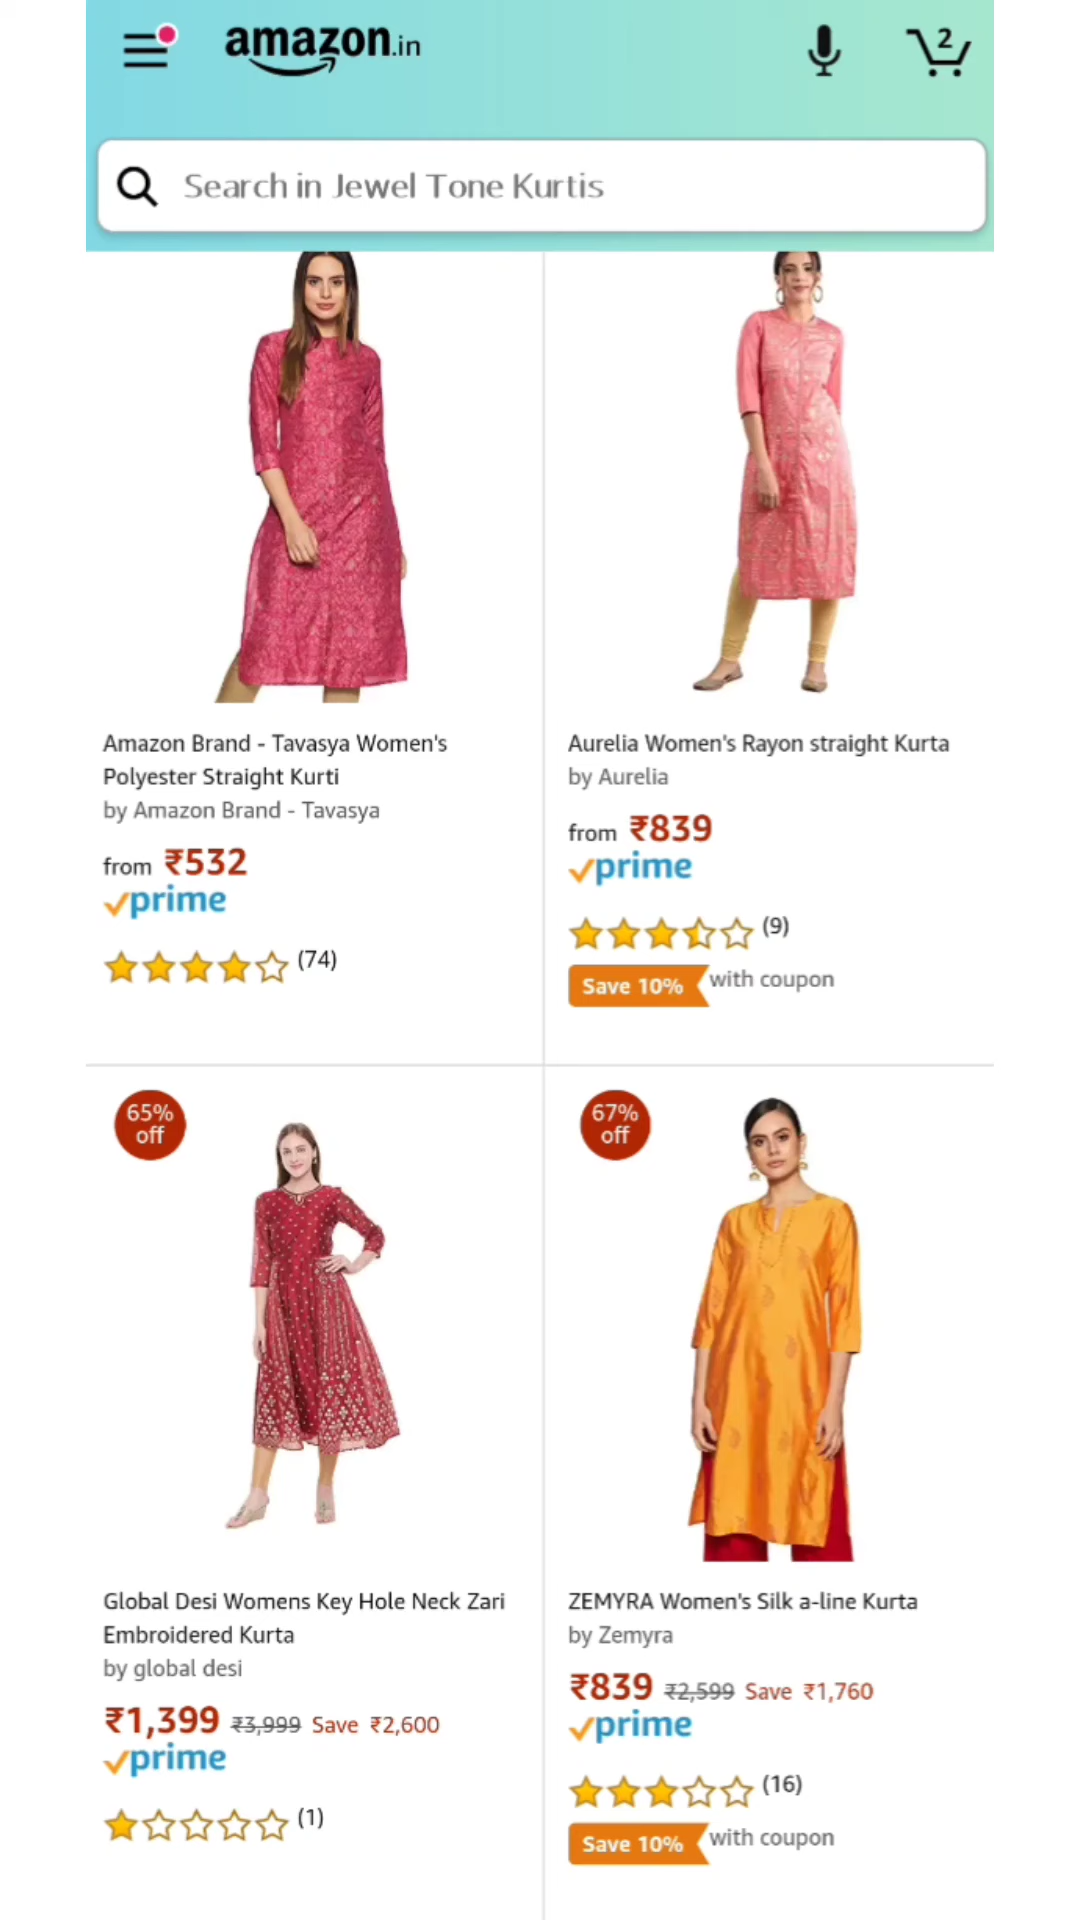 amazon.in
2
Search in Jewel Tone Kurtis
Amazon Brand - Tavasya Women's
Polyester Straight Kurti
by Amazon Brand - Tavasya
from ₹532
prime
(74)
Aurelia Women's Rayon straight Kurta
by Aurelia
from ₹839
prime
(9)
Save 10% with coupon
65%
off
Global Desi Womens Key Hole Neck Zari
Embroidered Kurta
by global desi
₹1,399 ₹3,999 Save ₹2,600
prime
(1)
67%
off
ZEMYRA Women's Silk a-line Kurta
by Zemyra
₹839 ₹2,599 Save ₹1,760
prime
(16)
Save 10% with coupon